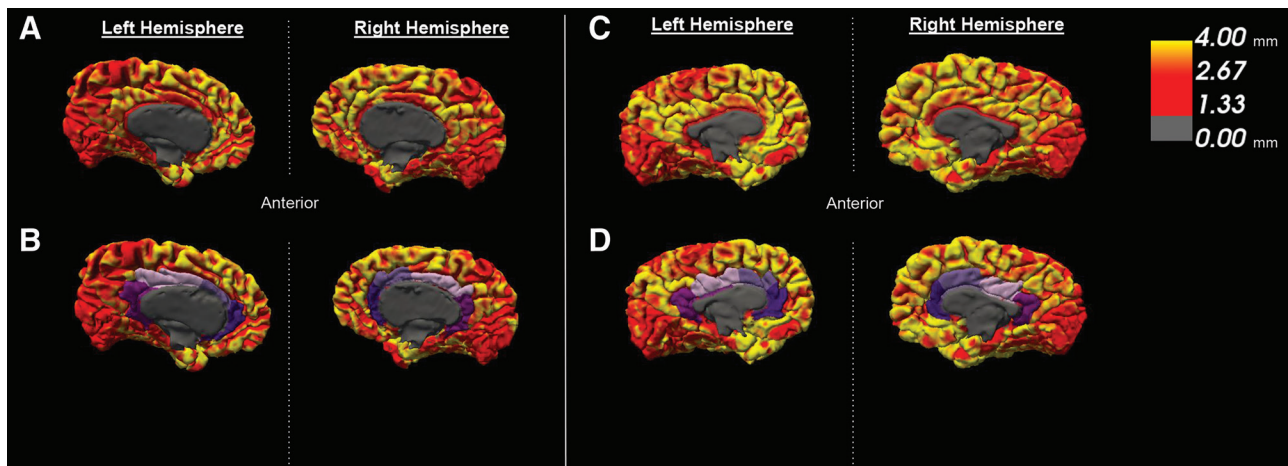 A
Left Hemisphere
Right Hemisphere
Anterior
B
C
Left Hemisphere
Right Hemisphere
Anterior
D
4.00 mm
2.67
1.33
0.00 mm